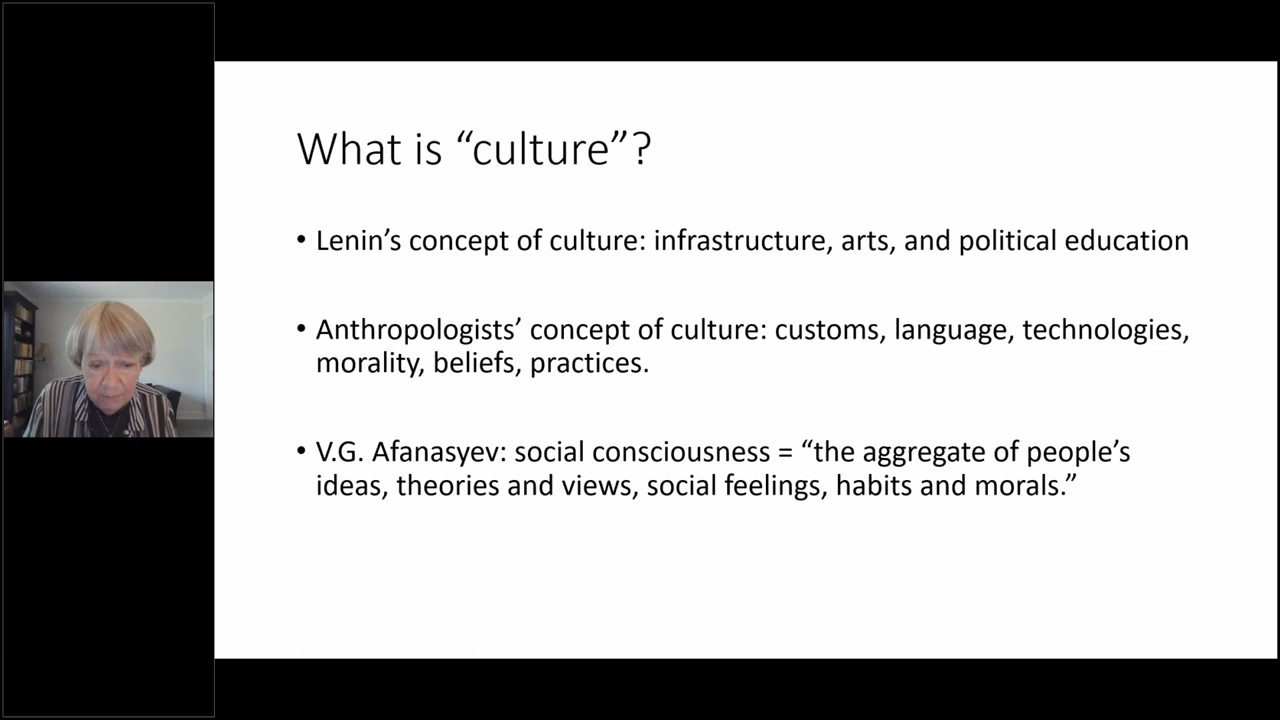 What is “culture”?
• Lenin’s concept of culture: infrastructure, arts, and political education
• Anthropologists’ concept of culture: customs, language, technologies,
morality, beliefs, practices.
• V.G. Afanasyev: social consciousness = “the aggregate of people’s
ideas, theories and views, social feelings, habits and morals.”